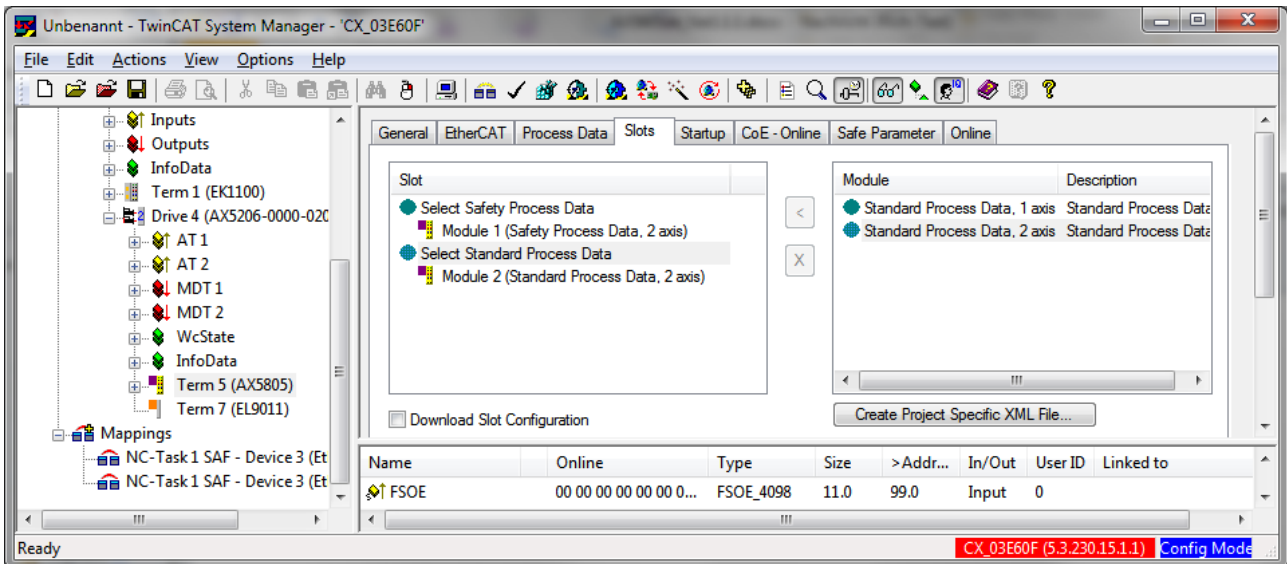 Unbenannt - TwinCAT System Manager - 'CX_03E60F'
File Edit Actions View Options Help
Inputs
Outputs
InfoData
Term 1 (EK1100)
Drive 4 (AX5206-0000-020
AT 1
AT 2
MDT 1
MDT 2
WcState
InfoData
Term 5 (AX5805)
Term 7 (EL9011)
Mappings
NC-Task 1 SAF - Device 3 (Et
NC-Task 1 SAF - Device 3 (Et
General EtherCAT Process Data Slots Startup CoE - Online Safe Parameter Online
Slot
Select Safety Process Data
Module 1 (Safety Process Data, 2 axis)
Select Standard Process Data
Module 2 (Standard Process Data, 2 axis)
<
X
Module Description
Standard Process Data, 1 axis Standard Process Data
Standard Process Data, 2 axis Standard Process Data
Download Slot Configuration
Create Project Specific XML File...
Name Online Type Size >Addr... In/Out User ID Linked to
FSOE 00 00 00 00 00 00 0... FSOE_4098 11.0 99.0 Input 0
Ready CX_03E60F (5.3.230.15.1.1) Config Mode